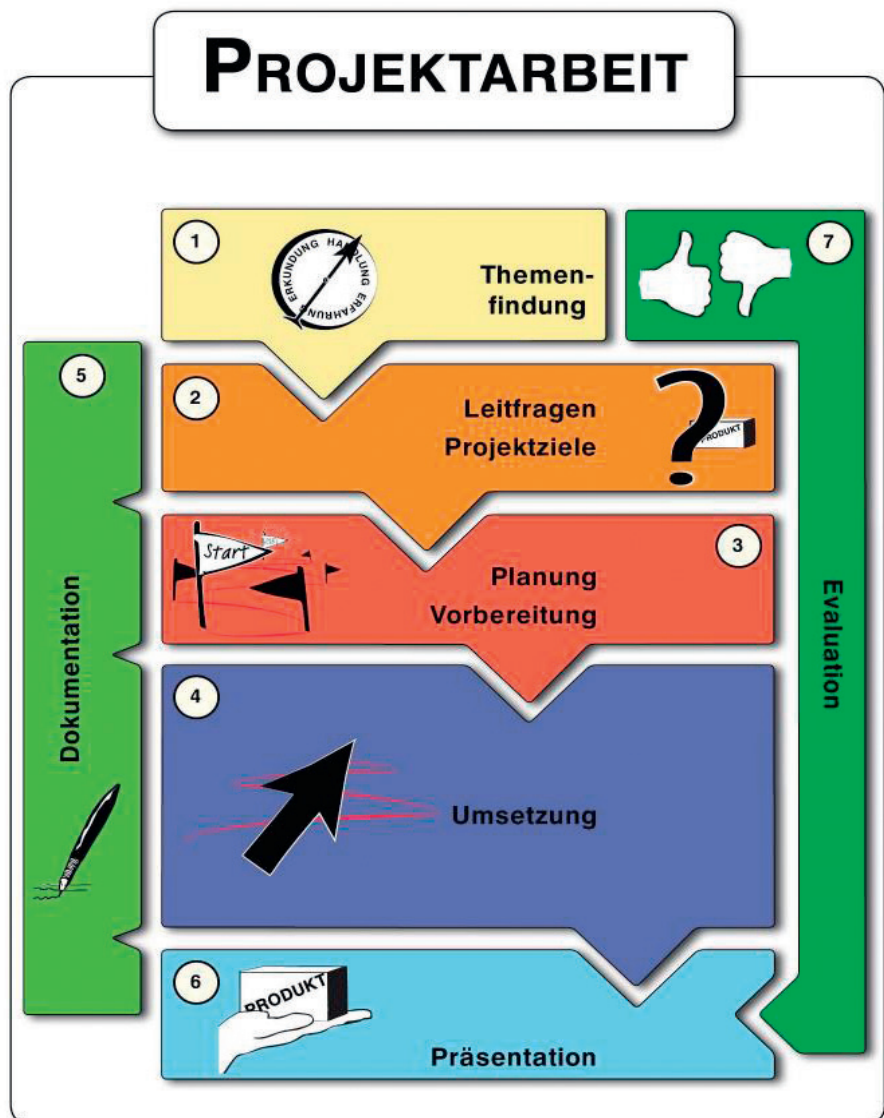 PROJEKTARBEIT
1
ERKUNDUNG HANDLUNG ERFAHRUNG
Themen-
findung
7
5
2
Leitfragen
Projektziele
PRODUKT
Start
3
Planung
Vorbereitung
Dokumentation
Evaluation
4
Umsetzung
6
PRODUKT
Präsentation